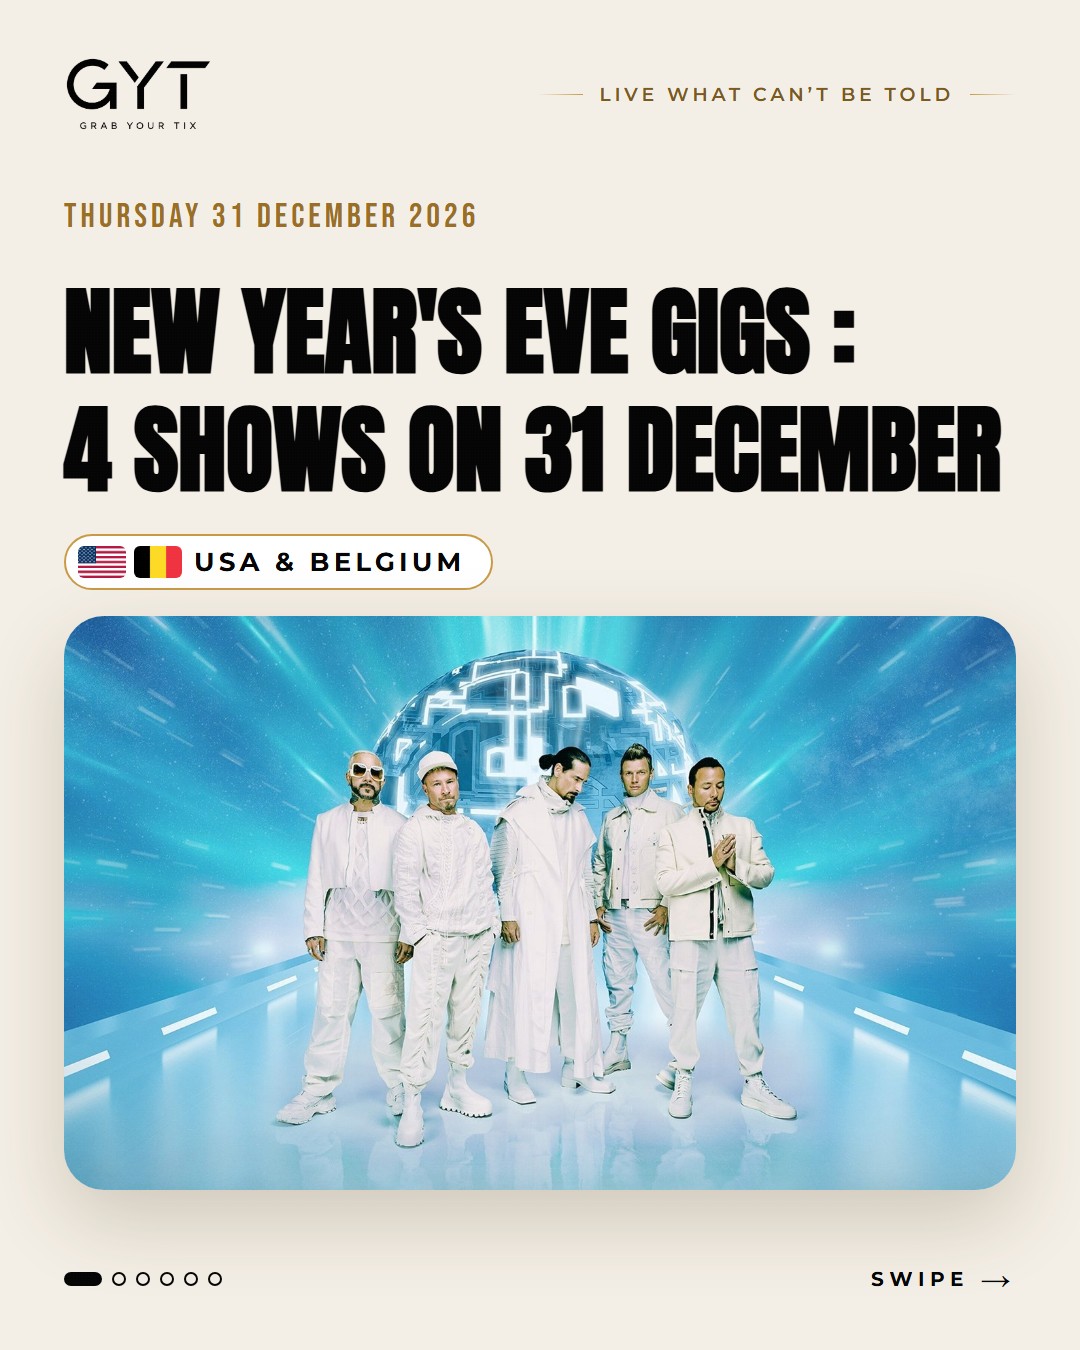 GYT
GRAB YOUR TIX
LIVE WHAT CAN’T BE TOLD
THURSDAY 31 DECEMBER 2026
NEW YEAR'S EVE GIGS :
4 SHOWS ON 31 DECEMBER
USA & BELGIUM
SWIPE →